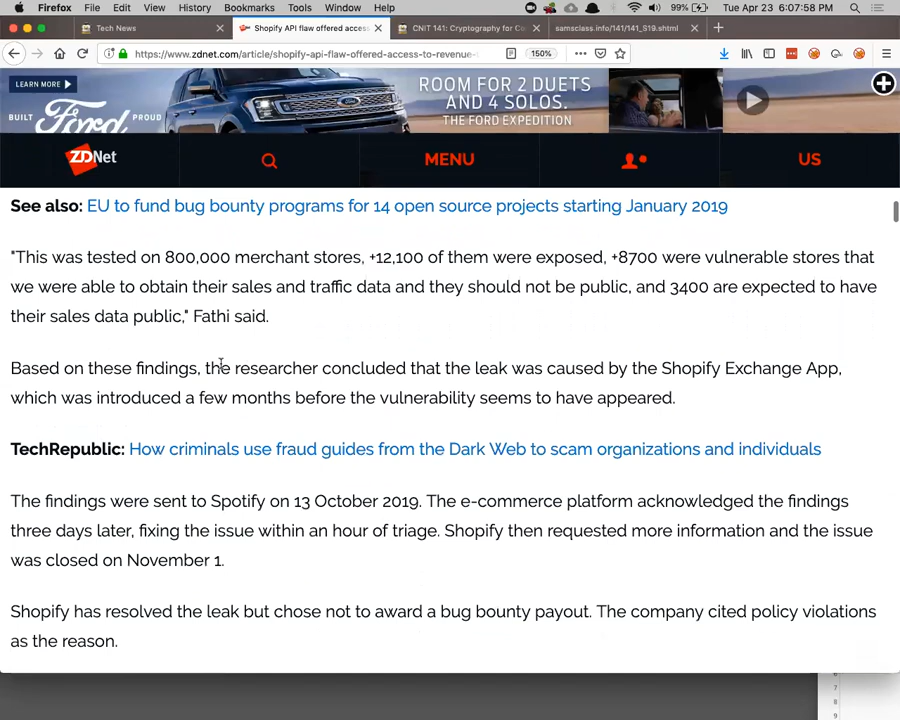 Firefox File Edit View History Bookmarks Tools Window Help 99% Tue Apr 23 6:07:58 PM
Tech News × Shopify API flaw offered access × CNIT 141: Cryptography for C × samsclass.info/141/141_S19.shtml × +
https://www.zdnet.com/article/shopify-api-flaw-offered-access-to-revenue- 150%
LEARN MORE
BUILT Ford PROUD
ROOM FOR 2 DUETS
AND 4 SOLOS.
THE FORD EXPEDITION
ZDNet MENU US
See also: EU to fund bug bounty programs for 14 open source projects starting January 2019
"This was tested on 800,000 merchant stores, +12,100 of them were exposed, +8700 were vulnerable stores that
we were able to obtain their sales and traffic data and they should not be public, and 3400 are expected to have
their sales data public," Fathi said.
Based on these findings, the researcher concluded that the leak was caused by the Shopify Exchange App,
which was introduced a few months before the vulnerability seems to have appeared.
TechRepublic: How criminals use fraud guides from the Dark Web to scam organizations and individuals
The findings were sent to Spotify on 13 October 2019. The e-commerce platform acknowledged the findings
three days later, fixing the issue within an hour of triage. Shopify then requested more information and the issue
was closed on November 1.
Shopify has resolved the leak but chose not to award a bug bounty payout. The company cited policy violations
as the reason.
7
8
9